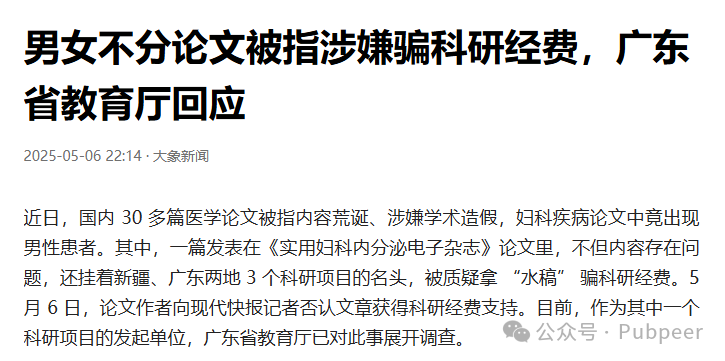 男女不分论文被指涉嫌骗科研经费，广东
省教育厅回应
2025-05-06 22:14 · 大象新闻
近日，国内 30 多篇医学论文被指内容荒诞、涉嫌学术造假，妇科疾病论文中竟出现
男性患者。其中，一篇发表在《实用妇科内分泌电子杂志》论文里，不但内容存在问
题，还挂着新疆、广东两地 3 个科研项目的名头，被质疑拿 “水稿” 骗科研经费。5
月 6 日，论文作者向现代快报记者否认文章获得科研经费支持。目前，作为其中一个
科研项目的发起单位，广东省教育厅已对此事展开调查。
公众号 · Pubpeer